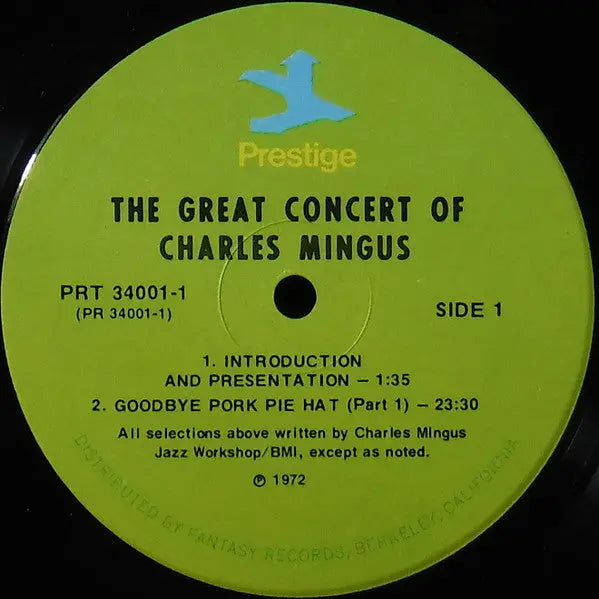 Prestige
THE GREAT CONCERT OF
CHARLES MINGUS
PRT 34001-1
(PR 34001-1)
SIDE 1
1. INTRODUCTION
AND PRESENTATION – 1:35
2. GOODBYE PORK PIE HAT (Part 1) – 23:30
All selections above written by Charles Mingus
Jazz Workshop/BMI, except as noted.
℗ 1972
DISTRIBUTED BY FANTASY RECORDS, BERKELEY, CALIFORNIA